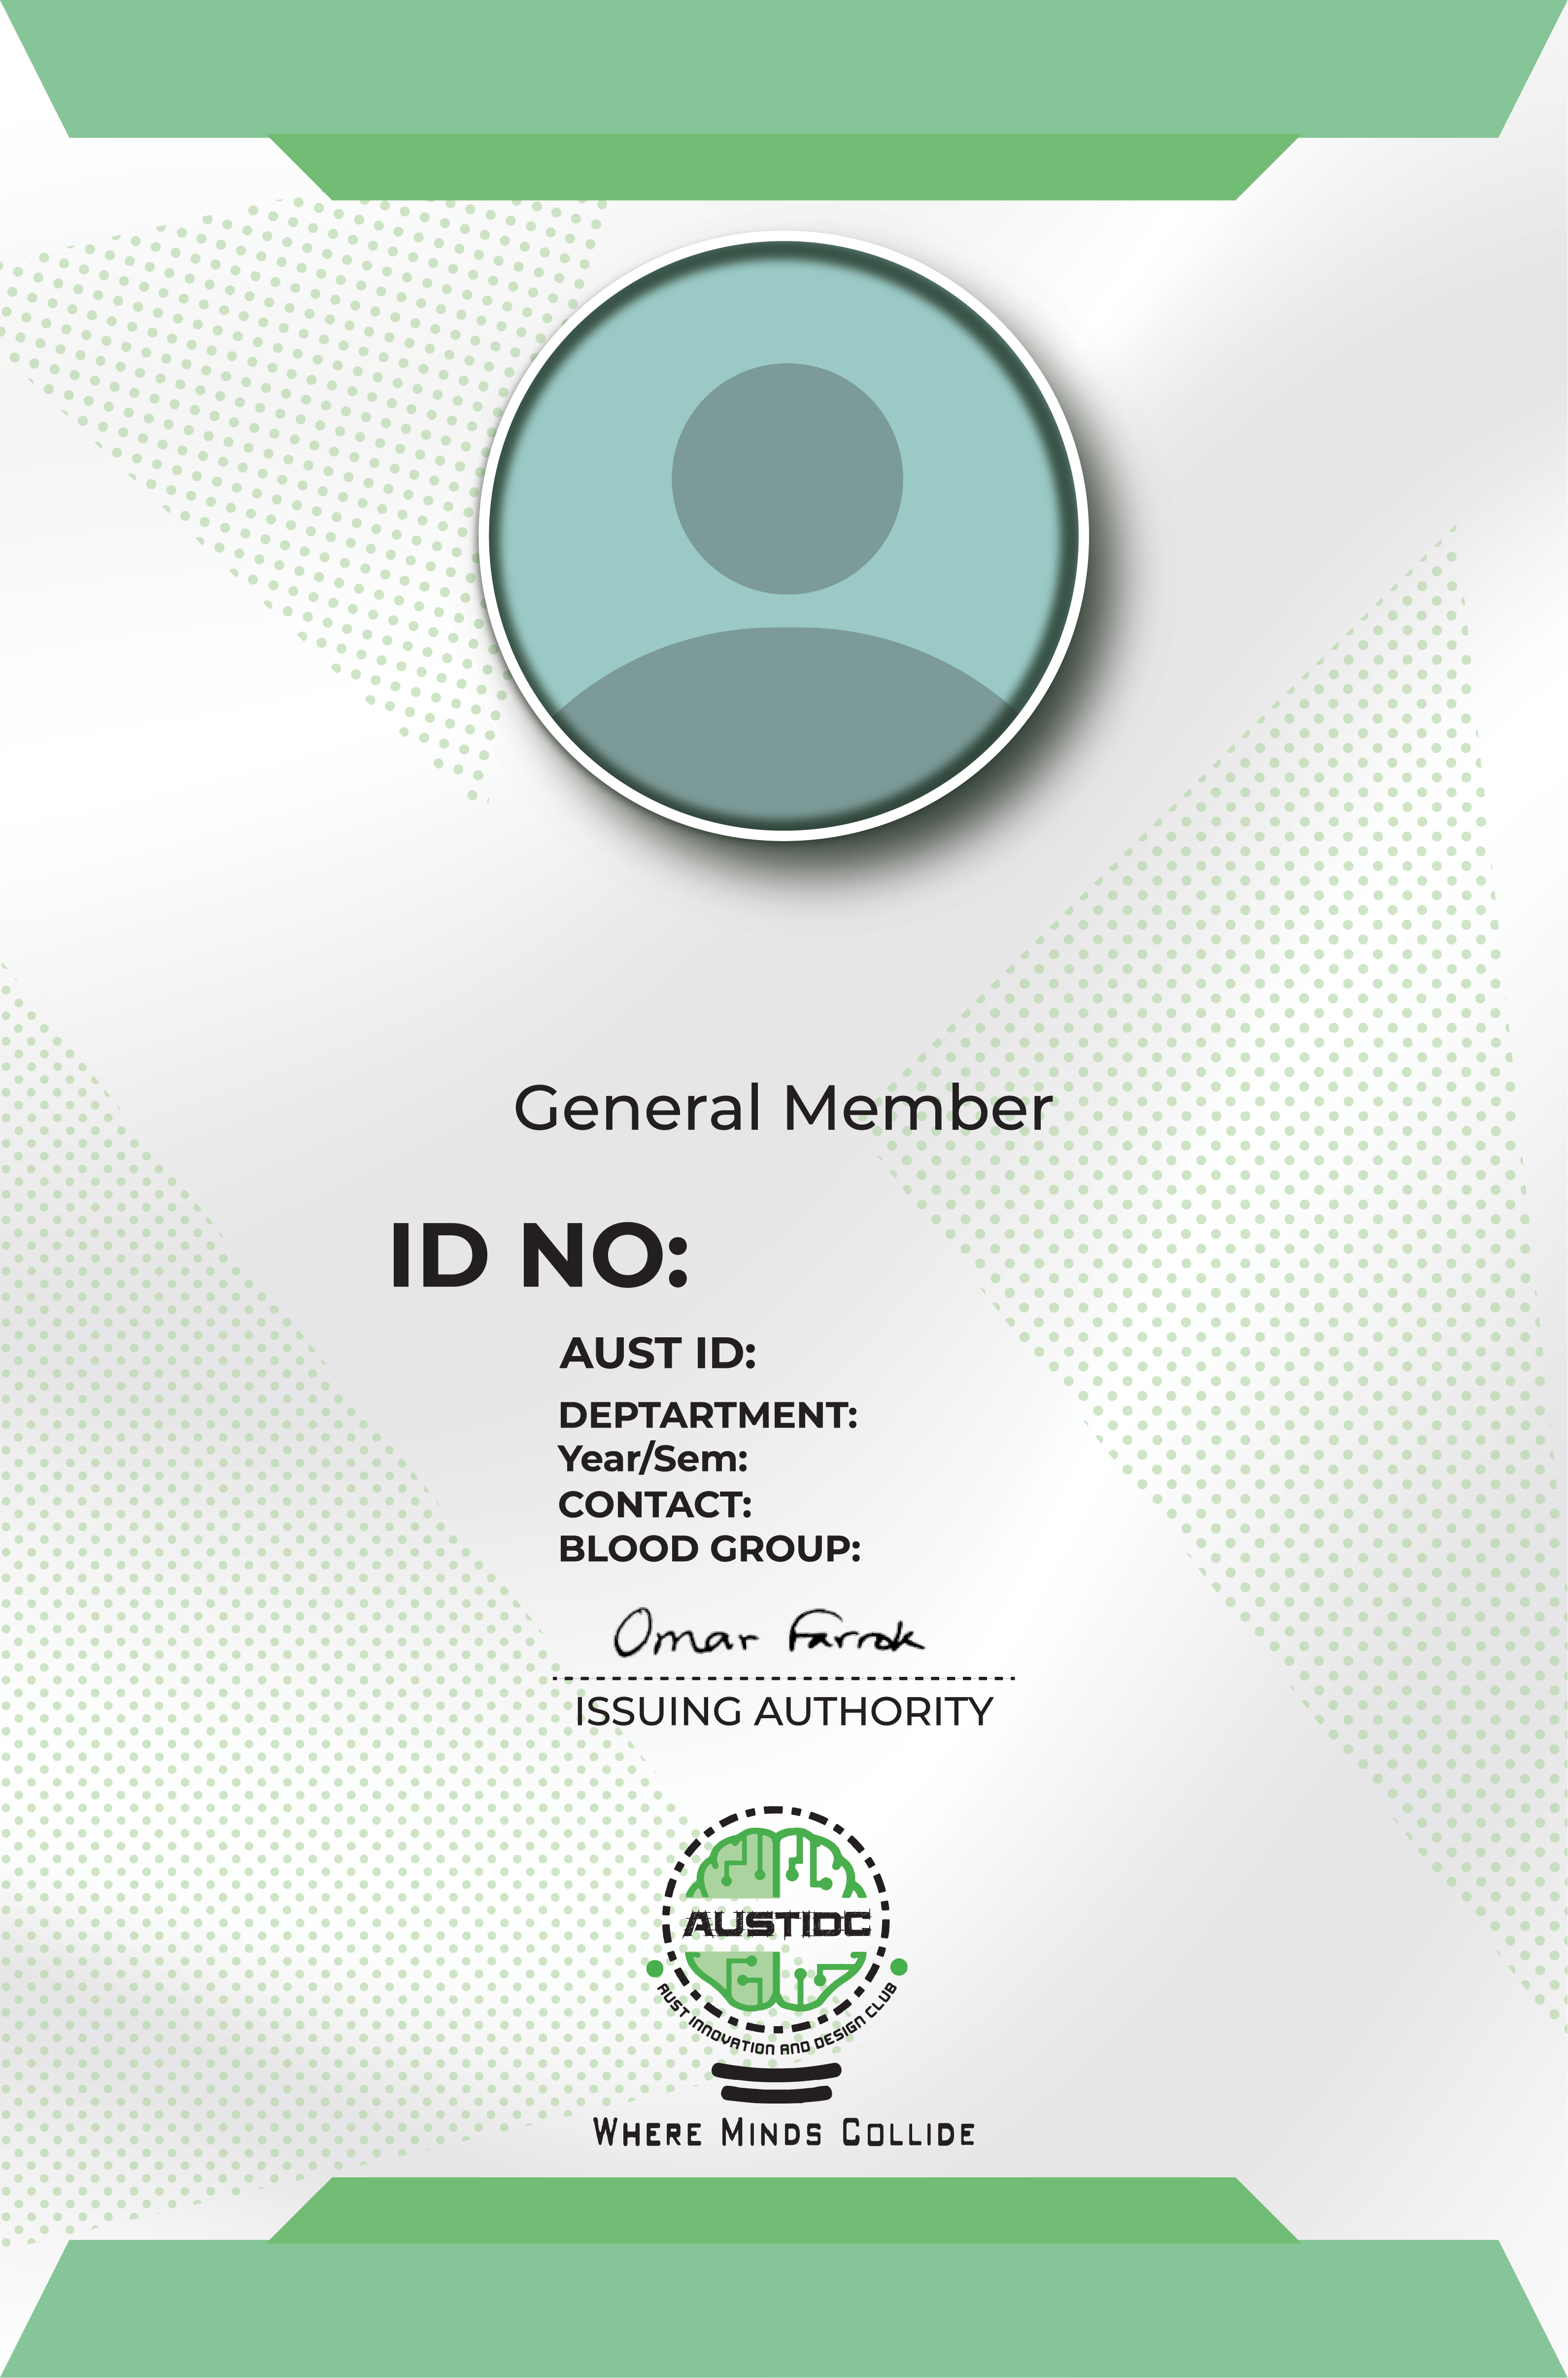 General Member
ID NO:
AUST ID:
DEPTARTMENT:
Year/Sem:
CONTACT:
BLOOD GROUP:
Omar Farrok
ISSUING AUTHORITY
AUSTIDC
AUST INNOVATION AND DESIGN CLUB
WHERE MINDS COLLIDE